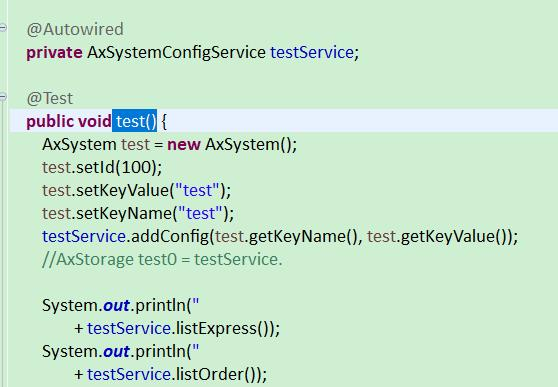 @Autowired
private AxSystemConfigService testService;
@Test
public void test() {
AxSystem test = new AxSystem();
test.setId(100);
test.setKeyValue("test");
test.setKeyName("test");
testService.addConfig(test.getKeyName(), test.getKeyValue());
//AxStorage test0 = testService.
System.out.println("
+ testService.listExpress());
System.out.println("
+ testService.listOrder());